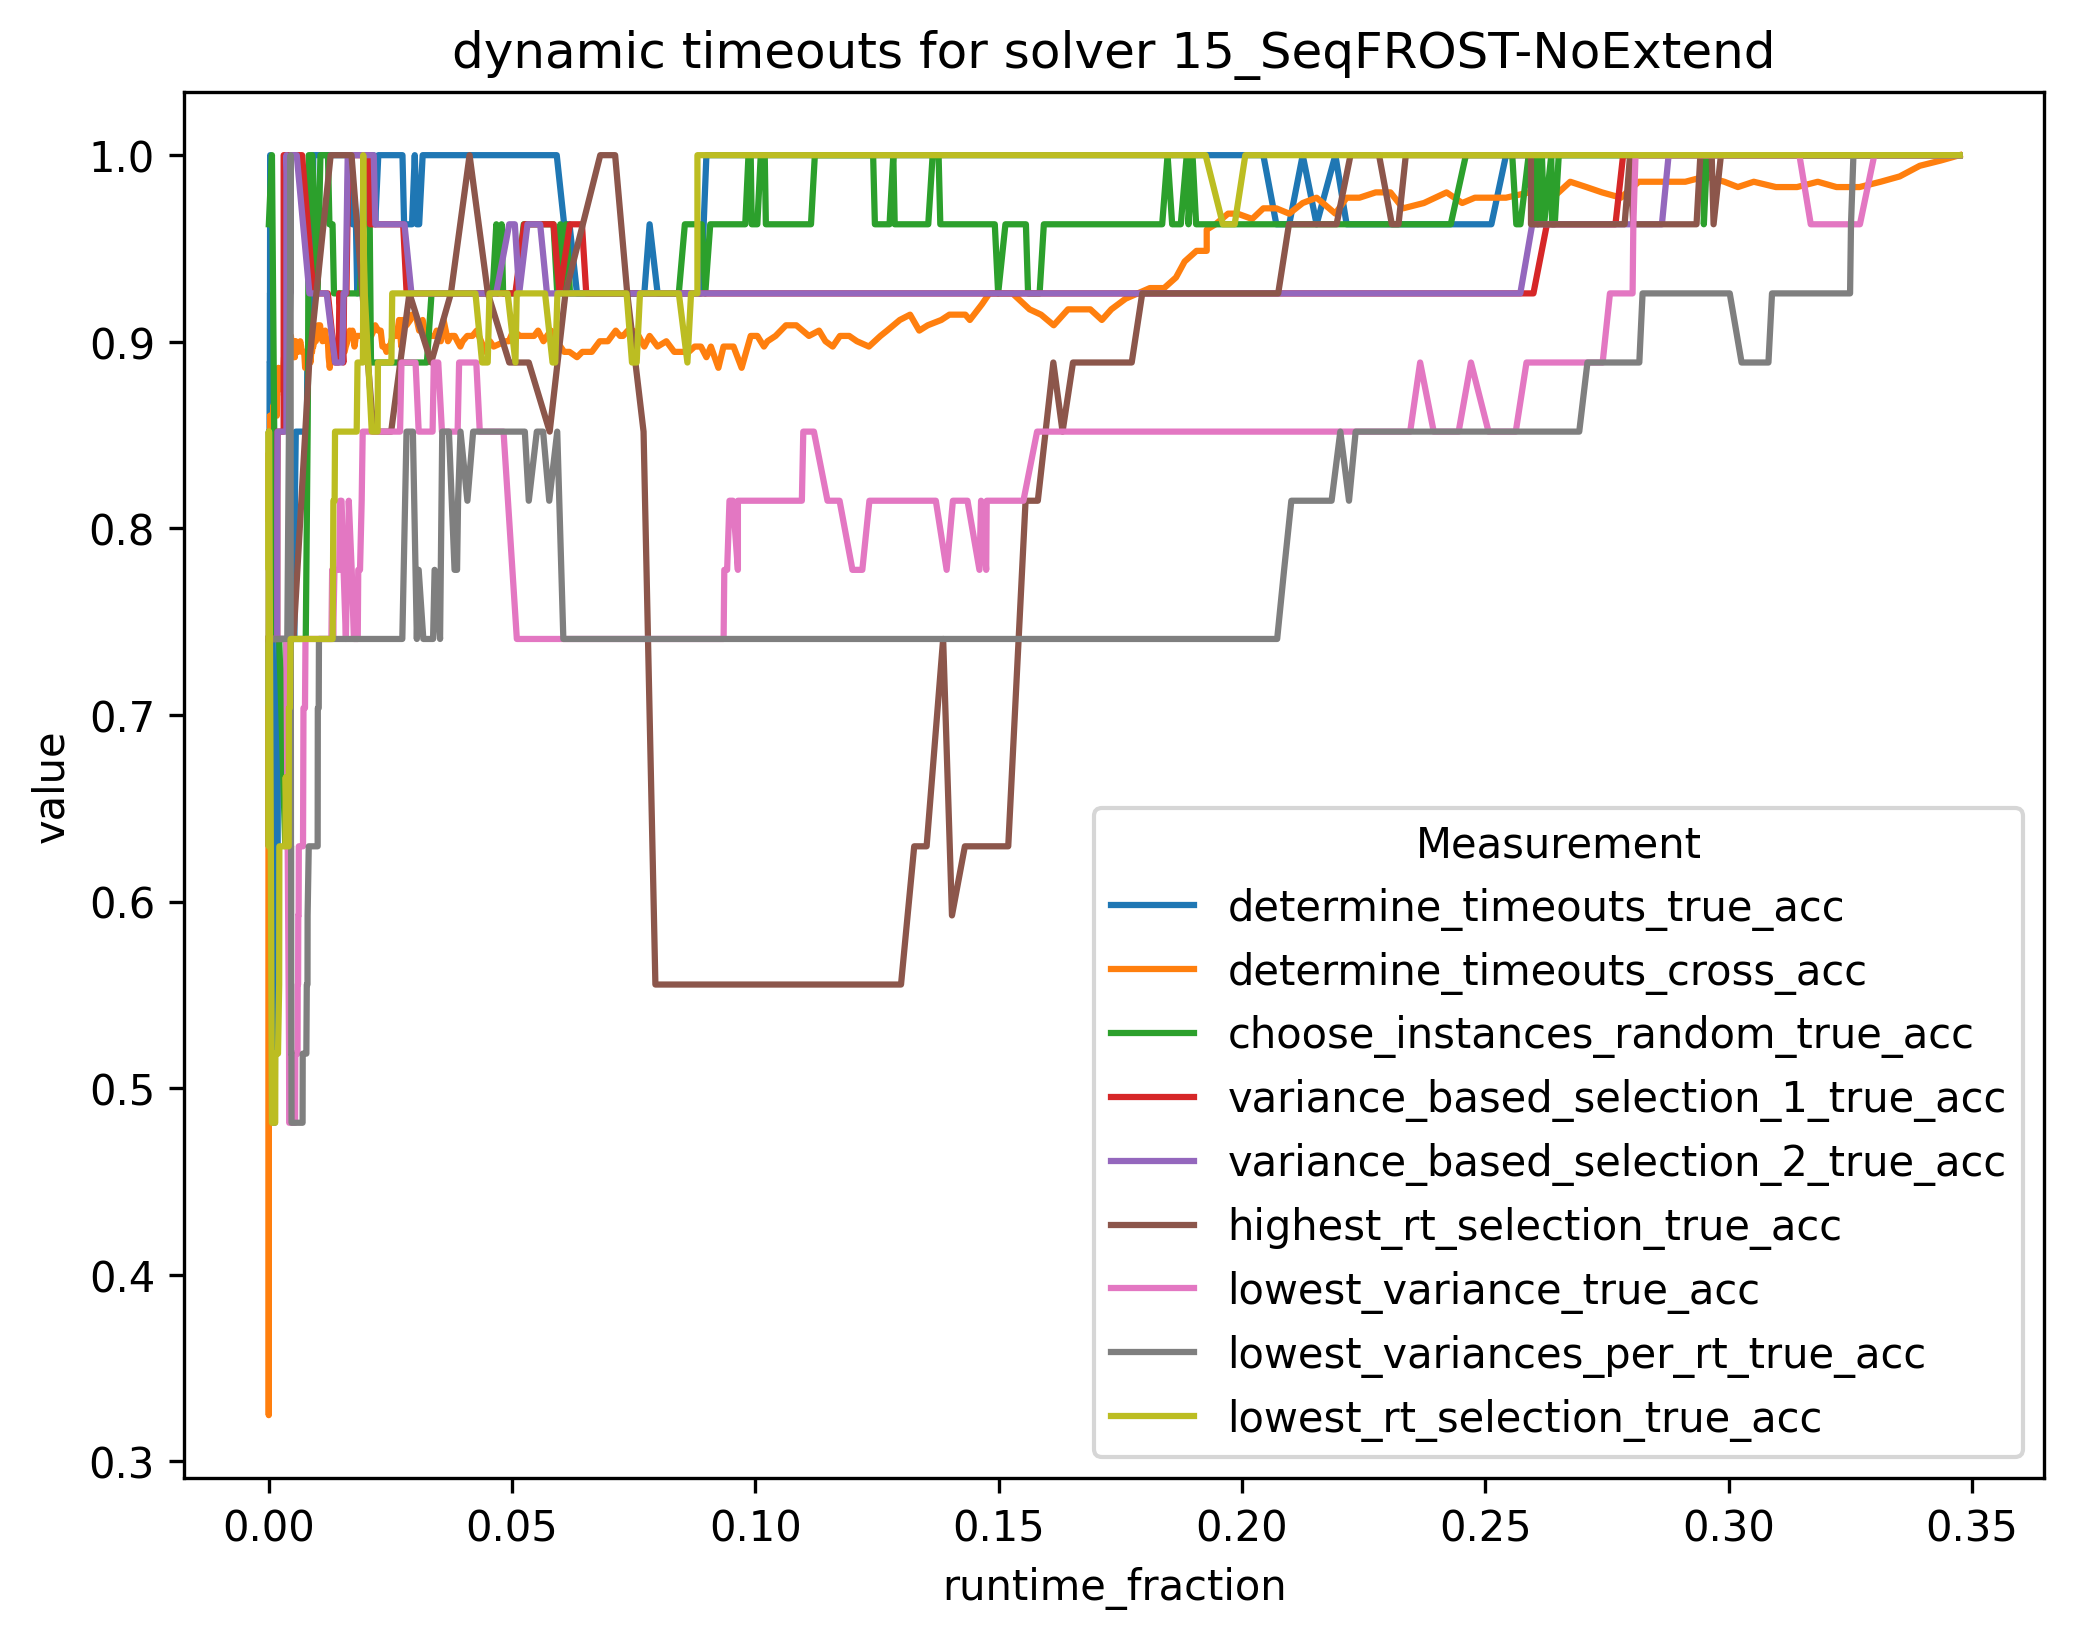 dynamic timeouts for solver 15_SeqFROST-NoExtend
1.0
0.9
0.8
0.7
0.6
0.5
0.4
0.3
value
Measurement
determine_timeouts_true_acc
determine_timeouts_cross_acc
choose_instances_random_true_acc
variance_based_selection_1_true_acc
variance_based_selection_2_true_acc
highest_rt_selection_true_acc
lowest_variance_true_acc
lowest_variances_per_rt_true_acc
lowest_rt_selection_true_acc
0.00 0.05 0.10 0.15 0.20 0.25 0.30 0.35
runtime_fraction